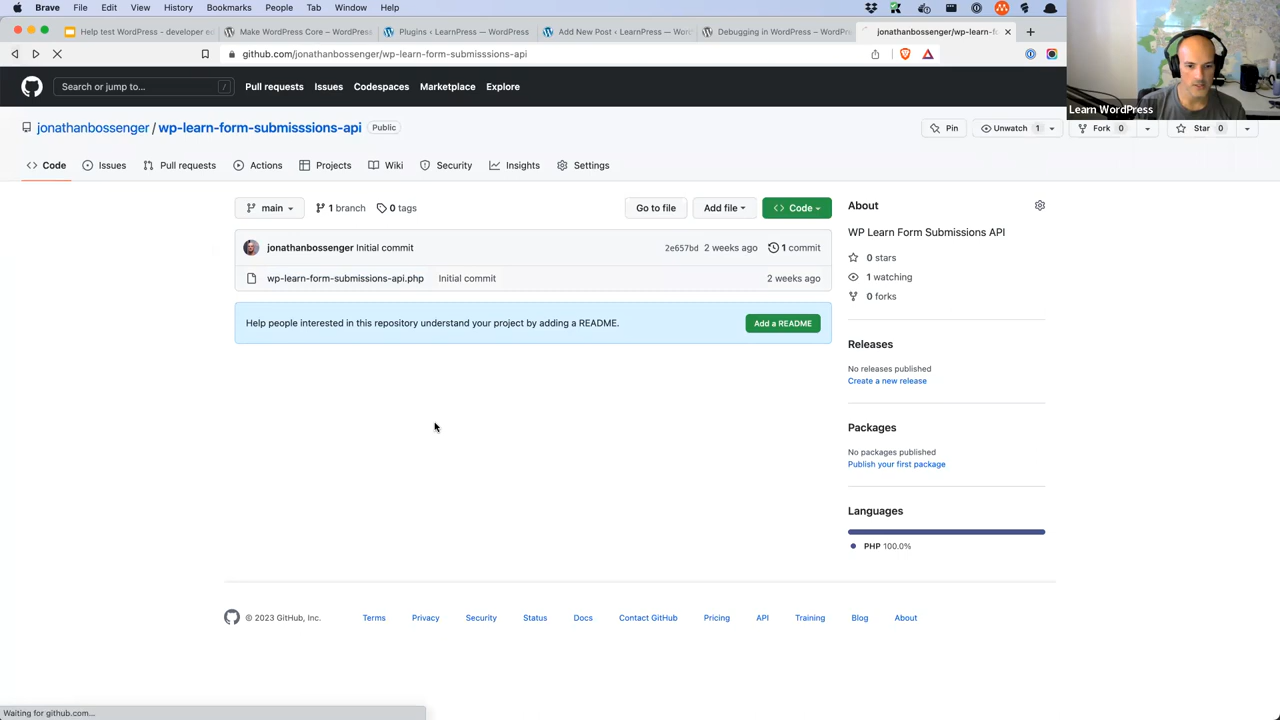 Brave File Edit View History Bookmarks People Tab Window Help
Help test WordPress - developer ed
Make WordPress Core – WordPress
Plugins ‹ LearnPress — WordPress
Add New Post ‹ LearnPress — Wor
Debugging in WordPress – WordPre
jonathanbossenger/wp-learn-fo
github.com/jonathanbossenger/wp-learn-form-submisssions-api
Learn WordPress
Search or jump to... /
Pull requests Issues Codespaces Marketplace Explore
jonathanbossenger / wp-learn-form-submisssions-api Public
Pin Unwatch 1 Fork 0 Star 0
Code Issues Pull requests Actions Projects Wiki Security Insights Settings
main 1 branch 0 tags Go to file Add file Code
jonathanbossenger Initial commit 2e657bd 2 weeks ago 1 commit
wp-learn-form-submissions-api.php Initial commit 2 weeks ago
Help people interested in this repository understand your project by adding a README. Add a README
About
WP Learn Form Submissions API
0 stars
1 watching
0 forks
Releases
No releases published
Create a new release
Packages
No packages published
Publish your first package
Languages
PHP 100.0%
© 2023 GitHub, Inc. Terms Privacy Security Status Docs Contact GitHub Pricing API Training Blog About
Waiting for github.com...